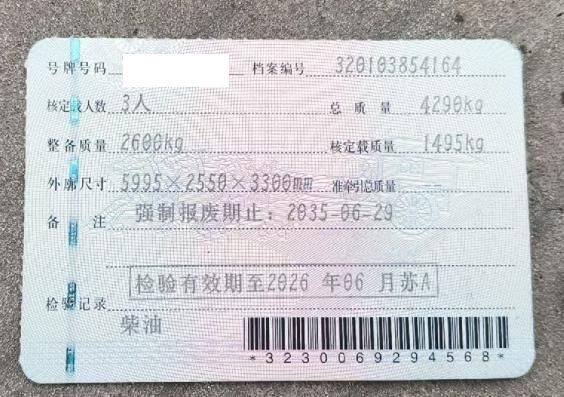 号牌号码 档案编号 320103854164
核定载人数 3人 总质量 4290kg
整备质量 2600kg 核定载质量 1495kg
外廓尺寸 5995×2550×3300mm 准牵引总质量 --
备注 强制报废期止：2035-06-29
检验有效期至2026 年06 月苏A
检验记录
柴油
*3230069294568*